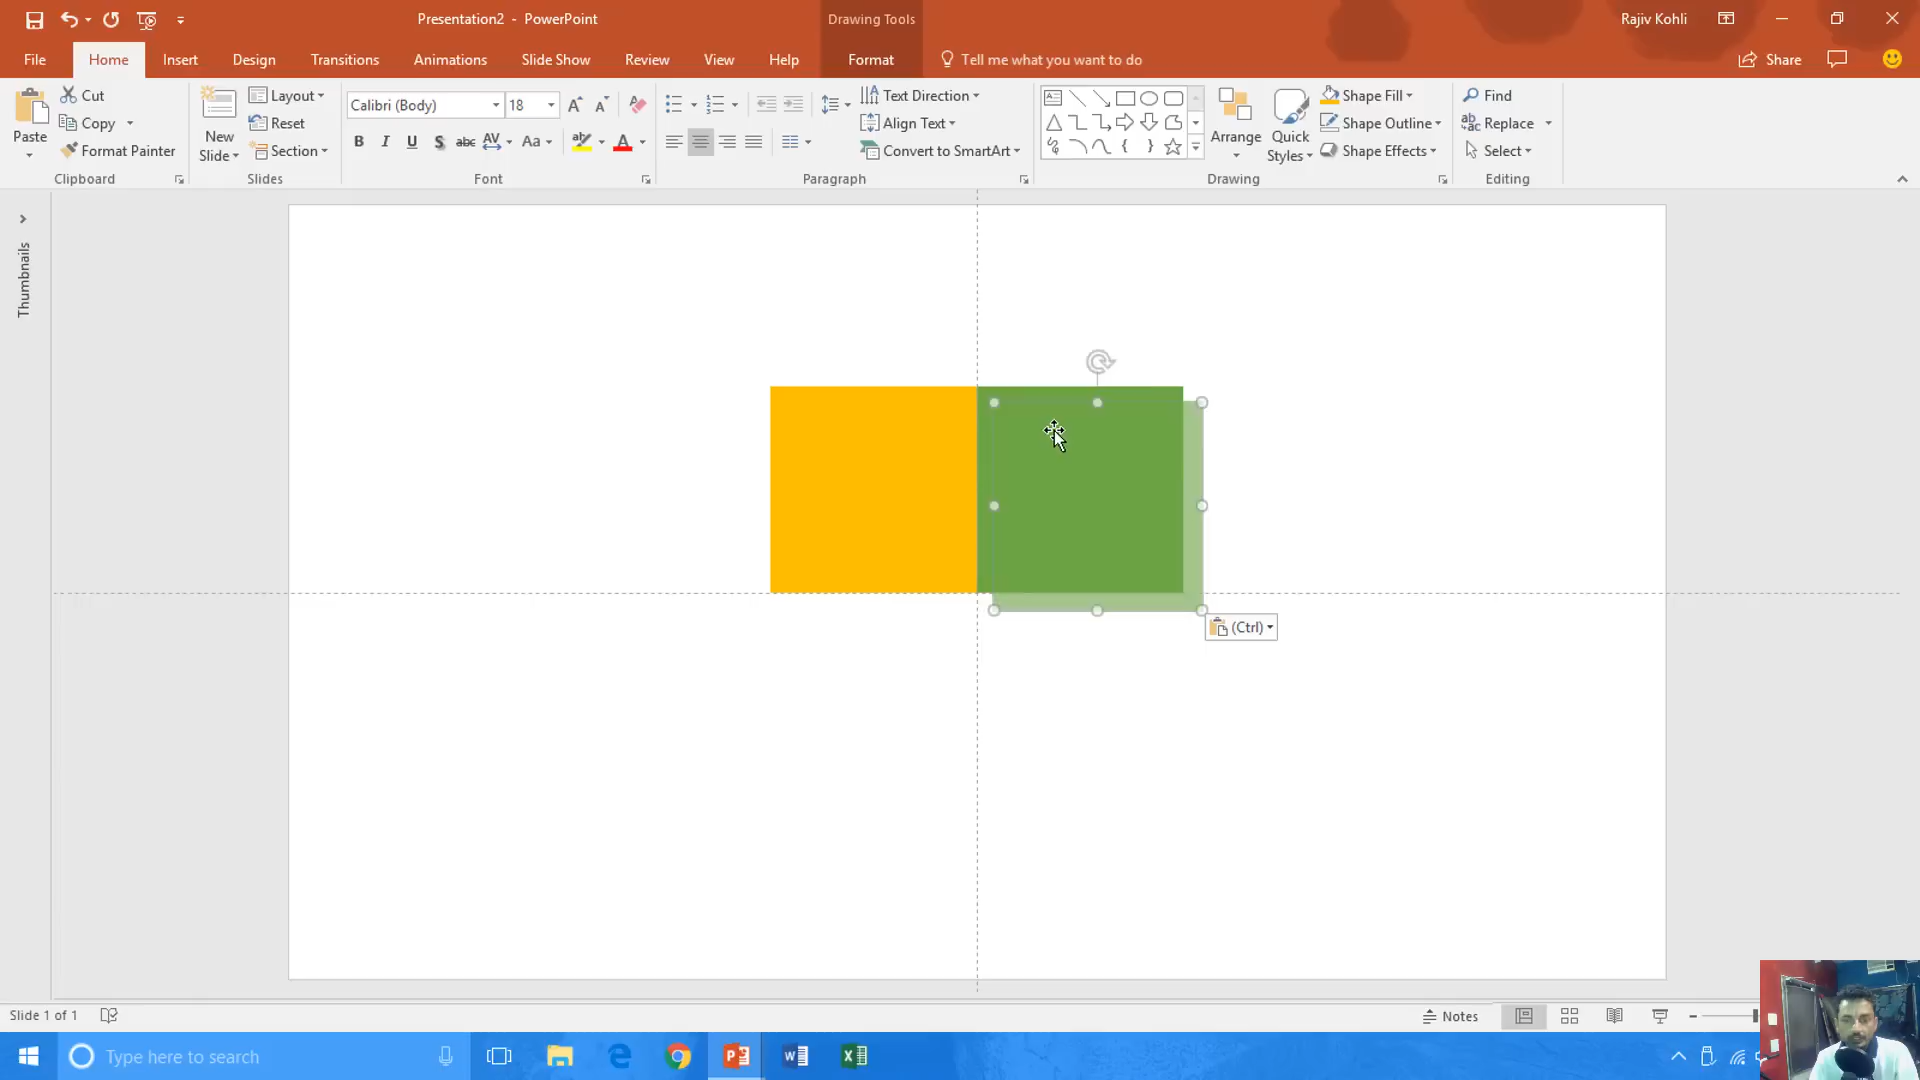 Presentation2 - PowerPoint
Drawing Tools
Rajiv Kohli
File Home Insert Design Transitions Animations Slide Show Review View Help Format Tell me what you want to do Share
Paste
Cut
Copy
Format Painter
Clipboard
New Slide
Layout
Reset
Section
Slides
Calibri (Body) 18
B I U S abc AV Aa A
Font
Text Direction
Align Text
Convert to SmartArt
Paragraph
Arrange
Quick Styles
Shape Fill
Shape Outline
Shape Effects
Drawing
Find
Replace
Select
Editing
Thumbnails
(Ctrl)
Slide 1 of 1
Notes
Type here to search